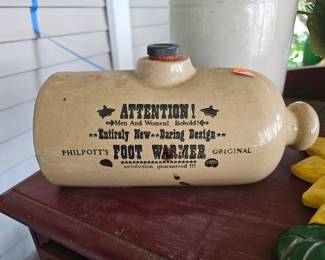 ATTENTION!
Men And Women! Behold!
Entirely New Daring Design
PHILPOTT'S FOOT WARMER ORIGINAL
satisfaction guaranteed !!!